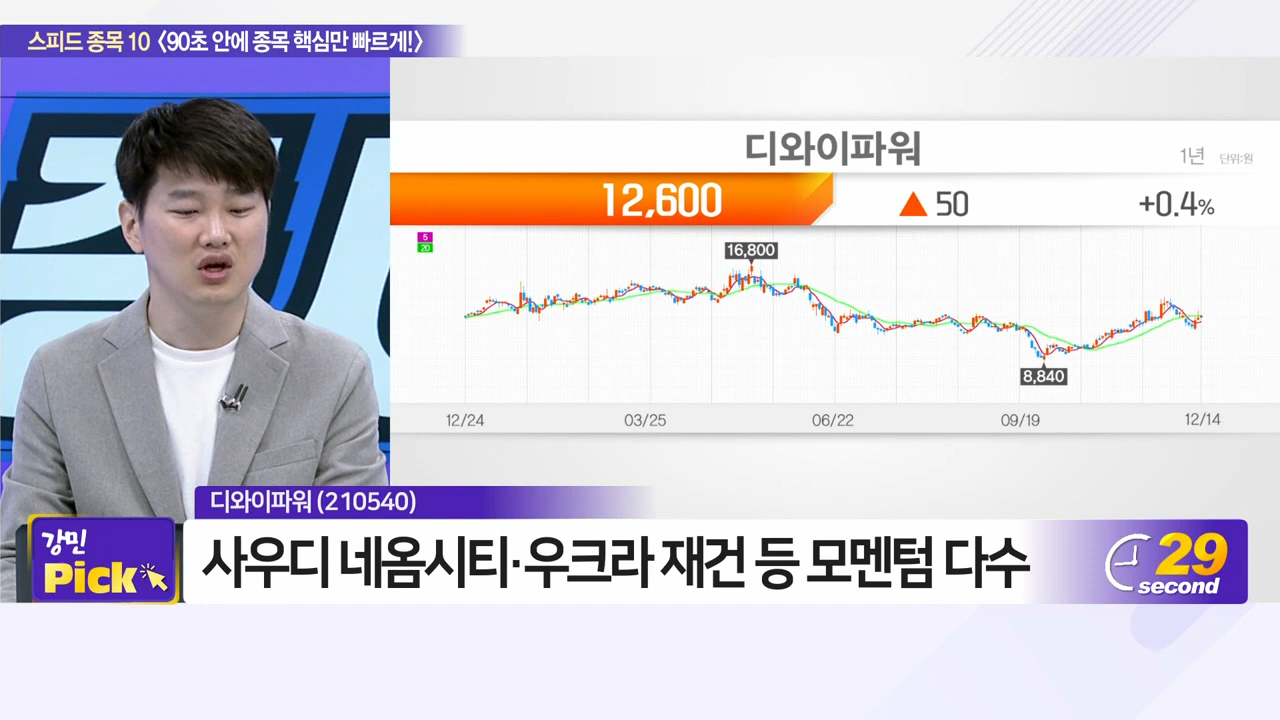 스피드 종목 10 <90초 안에 종목 핵심만 빠르게!>
디와이파워
1년 단위:원
12,600 ▲ 50 +0.4%
5
20
16,800
8,840
12/24 03/25 06/22 09/19 12/14
디와이파워 (210540)
강민
Pick
사우디 네옴시티·우크라 재건 등 모멘텀 다수
29
second